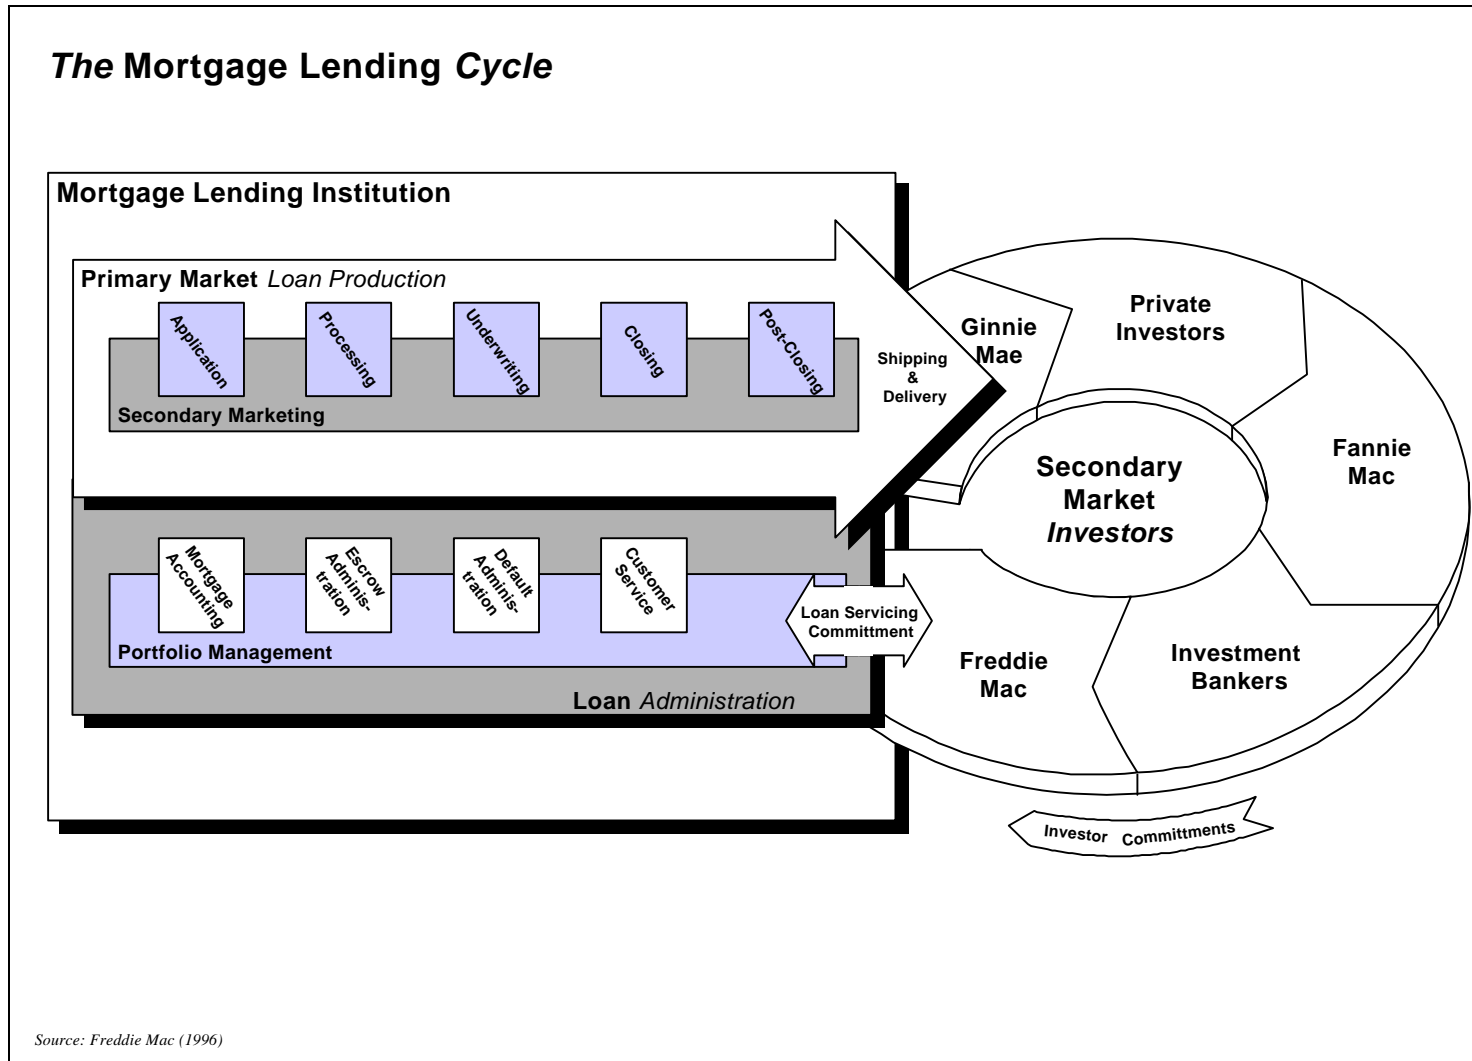 The Mortgage Lending Cycle
Mortgage Lending Institution
Primary Market Loan Production
Application
Processing
Underwriting
Closing
Post-Closing
Secondary Marketing
Shipping
&
Delivery
Mortgage
Accounting
Escrow
Adminis-
tration
Default
Adminis-
tration
Customer
Service
Portfolio Management
Loan Administration
Loan Servicing
Committment
Ginnie
Mae
Private
Investors
Fannie
Mac
Investment
Bankers
Freddie
Mac
Secondary
Market
Investors
Investor Committments
Source: Freddie Mac (1996)